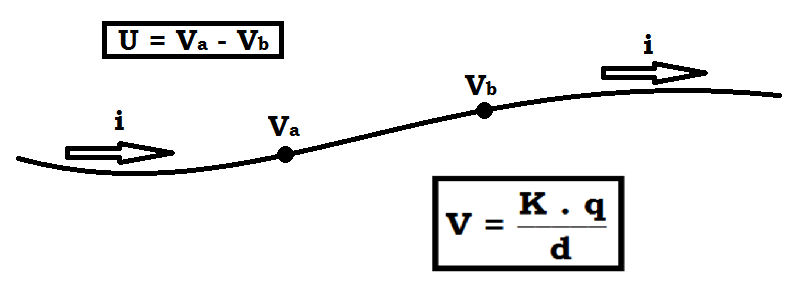 U = Va - Vb
i
Vb
i
Va
V = K . q
d